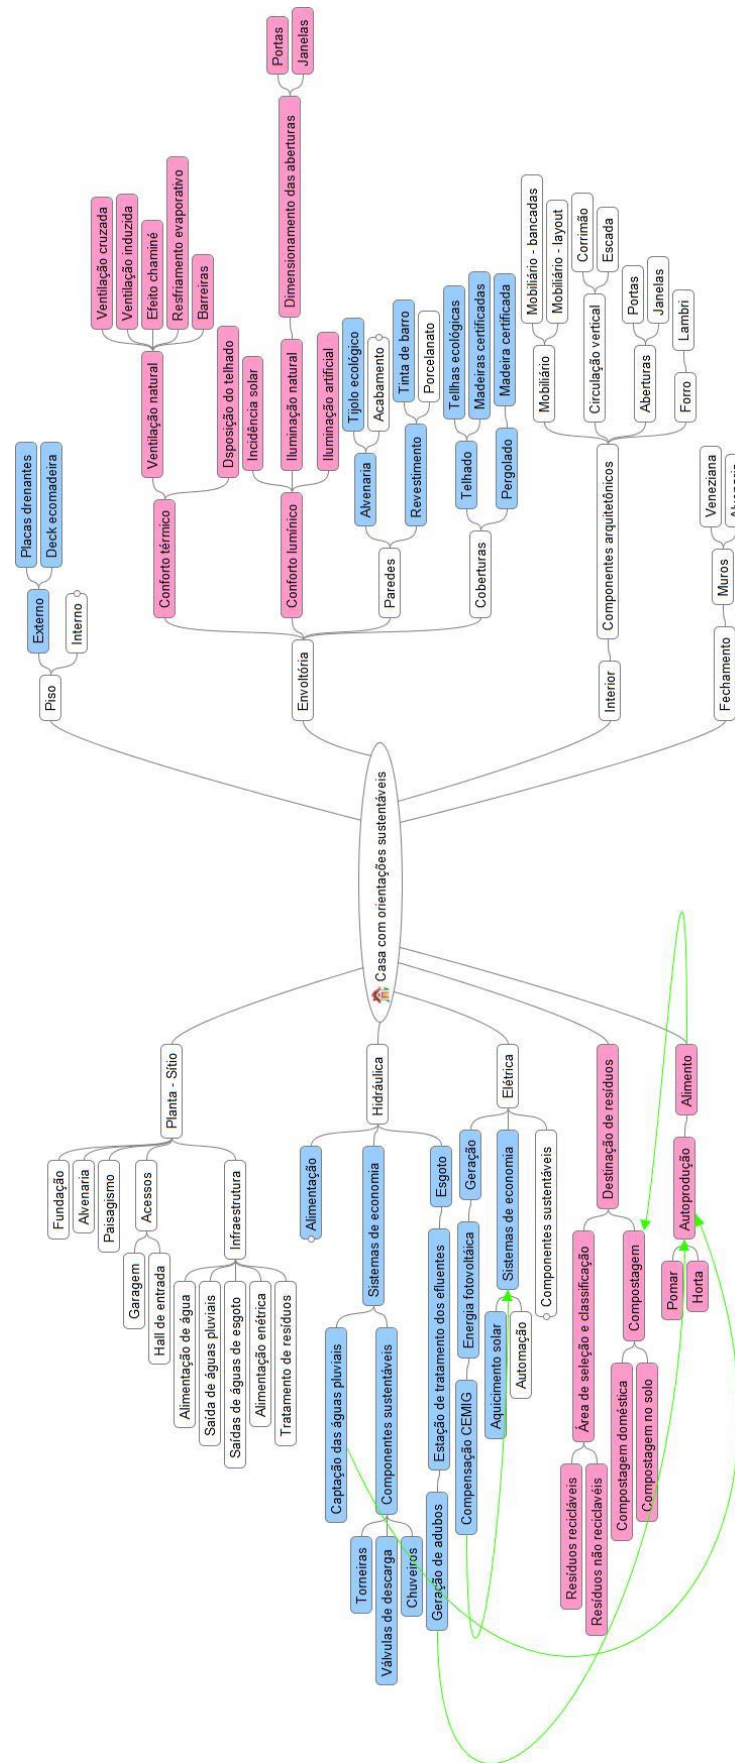 Casa com orientações sustentáveis
Planta - Sítio
Fundação
Alvenaria
Paisagismo
Acessos
Garagem
Hall de entrada
Infraestrutura
Alimentação de água
Saída de águas pluviais
Saídas de águas de esgoto
Alimentação enétrica
Tratamento de resíduos
Hidráulica
Alimentação
Sistemas de economia
Captação das águas pluviais
Componentes sustentáveis
Torneiras
Válvulas de descarga
Chuveiros
Esgoto
Estação de tratamento dos efluentes
Geração de adubos
Elétrica
Geração
Energia fotovoltáica
Compensação CEMIG
Sistemas de economia
Aquicimento solar
Automação
Componentes sustentáveis
Destinação de resíduos
Área de seleção e classificação
Resíduos recicláveis
Resíduos não reciclavéis
Compostagem
Compostagem doméstica
Compostagem no solo
Alimento
Autoprodução
Pomar
Horta
Piso
Externo
Placas drenantes
Deck ecomadeira
Interno
Envoltória
Conforto térmico
Ventilação natural
Ventilação cruzada
Ventilação induzida
Efeito chaminé
Resfriamento evaporativo
Barreiras
Dsposição do telhado
Conforto lumínico
Incidência solar
Iluminação natural
Dimensionamento das aberturas
Portas
Janelas
Iluminação artificial
Paredes
Alvenaria
Tijolo ecológico
Acabamento
Revestimento
Tinta de barro
Porcelanato
Coberturas
Telhado
Tellhas ecológicas
Madeiras certificadas
Pergolado
Madeira certificada
Interior
Componentes arquitetônicos
Mobiliário
Mobiliário - bancadas
Mobiliário - layout
Circulação vertical
Corrimão
Escada
Aberturas
Portas
Janelas
Forro
Lambri
Fechamento
Muros
Veneziana